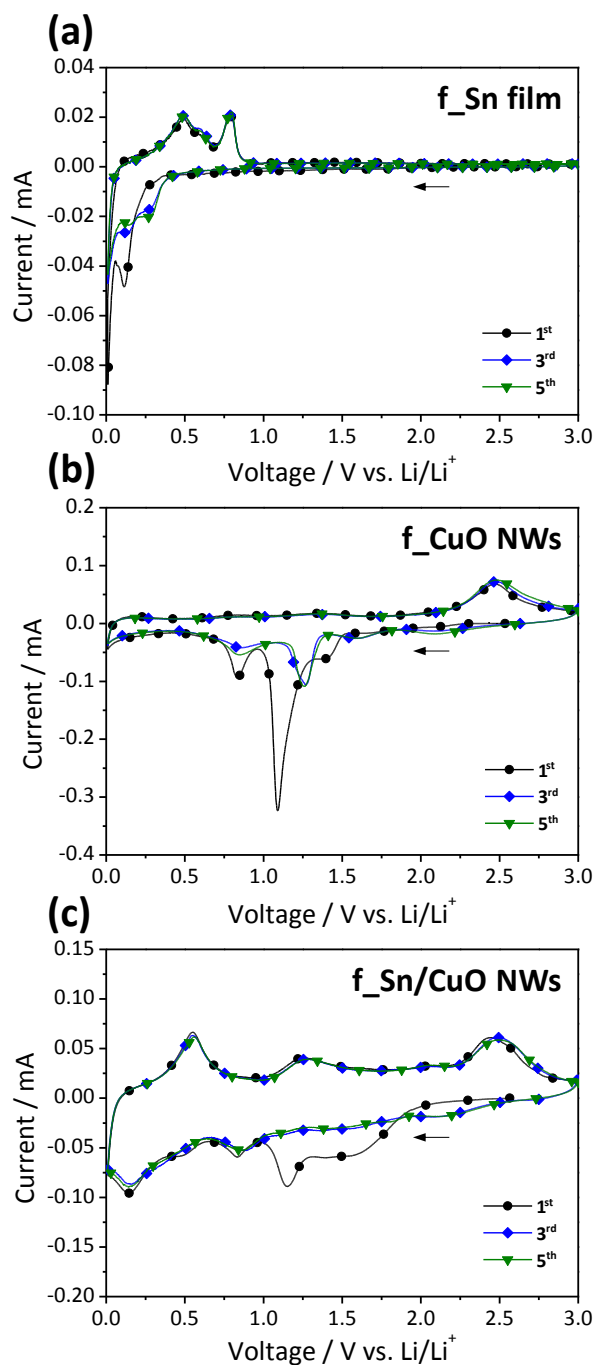 (a)
f_Sn film
0.04
0.02
0.00
-0.02
-0.04
-0.06
-0.08
-0.10
Current / mA
1st
3rd
5th
0.0 0.5 1.0 1.5 2.0 2.5 3.0
Voltage / V vs. Li/Li+
(b)
f_CuO NWs
0.2
0.1
0.0
-0.1
-0.2
-0.3
-0.4
Current / mA
1st
3rd
5th
0.0 0.5 1.0 1.5 2.0 2.5 3.0
Voltage / V vs. Li/Li+
(c)
f_Sn/CuO NWs
0.15
0.10
0.05
0.00
-0.05
-0.10
-0.15
-0.20
Current / mA
1st
3rd
5th
0.0 0.5 1.0 1.5 2.0 2.5 3.0
Voltage / V vs. Li/Li+